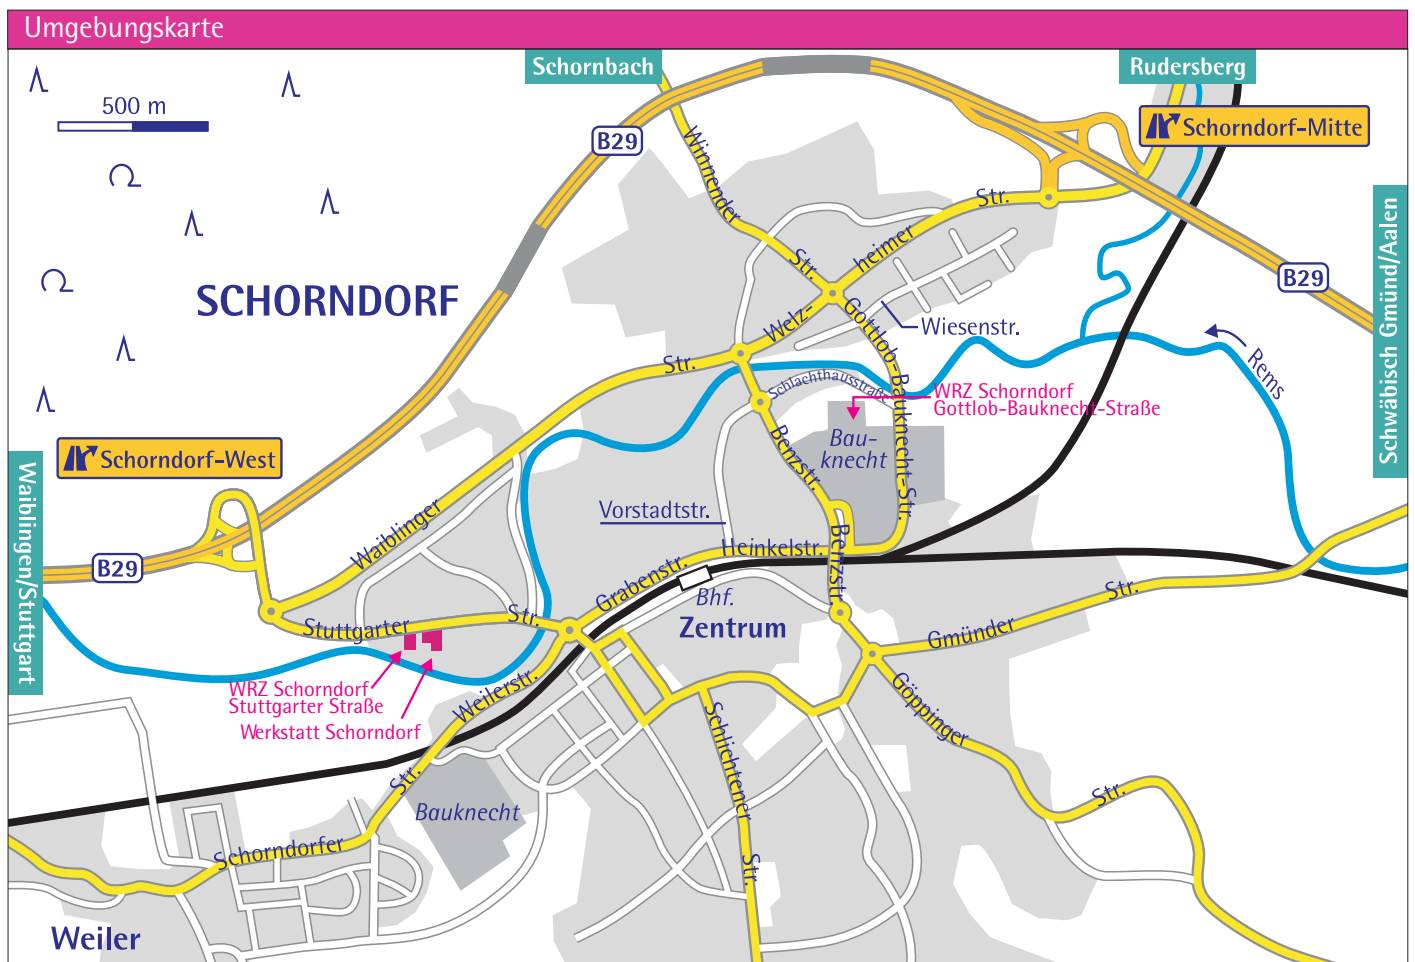 Umgebungskarte
Schornbach
Rudersberg
500 m
Schorndorf-Mitte
B29
Winnender
Str.
Str.
heimer
Schwäbisch Gmünd/Aalen
B29
SCHORNDORF
Welz-
Gottlob-Bauknecht-Str.
Wiesenstr.
Rems
Str.
Schlachthausstraße
WRZ Schorndorf
Gottlob-Bauknecht-Straße
Benzstr.
Bau-
knecht
Schorndorf-West
Waiblingen/Stuttgart
Waiblinger
Vorstadtstr.
Heinkelstr.
Benzstr.
B29
Grabenstr.
Bhf.
Zentrum
Stuttgarter
Str.
Gmünder
Str.
WRZ Schorndorf
Stuttgarter Straße
Werkstatt Schorndorf
Weilerstr.
Göppinger
Str.
Schlichtener
Str.
Str.
Bauknecht
Schorndorfer
Weiler